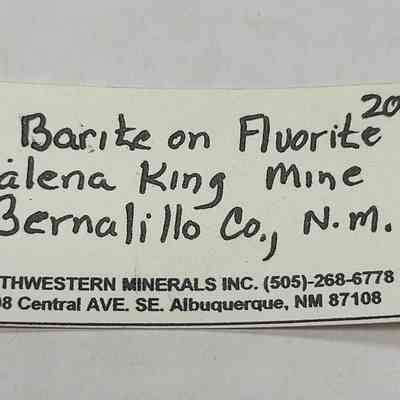 20
Barite on Fluorite
alena King Mine
Bernalillo Co., N.M.
THWESTERN MINERALS INC. (505)-268-6778
08 Central AVE. SE. Albuquerque, NM 87108